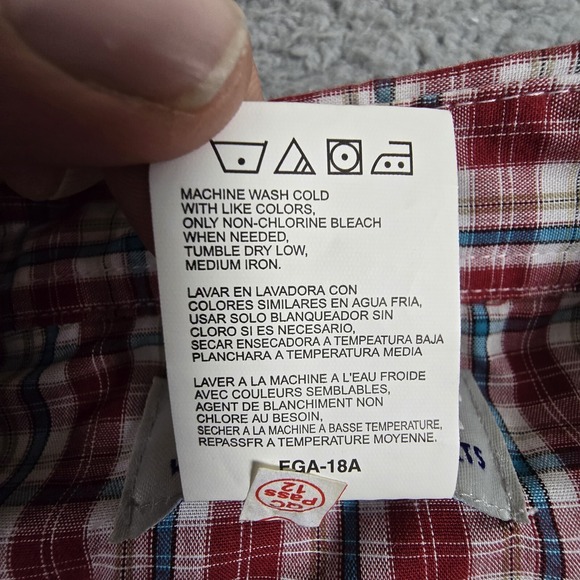 MACHINE WASH COLD
WITH LIKE COLORS,
ONLY NON-CHLORINE BLEACH
WHEN NEEDED,
TUMBLE DRY LOW,
MEDIUM IRON.
LAVAR EN LAVADORA CON
COLORES SIMILARES EN AGUA FRIA,
USAR SOLO BLANQUEADOR SIN
CLORO SI ES NECESARIO,
SECAR ENSECADORA A TEMPEATURA BAJA
PLANCHARA A TEMPERATURA MEDIA
LAVER A LA MACHINE A L'EAU FROIDE
AVEC COULEURS SEMBLABLES,
AGENT DE BLANCHIMENT NON
CHLORE AU BESOIN,
SECHER A LA MACHINE A BASSE TEMPERATURE,
REPASSFR A TEMPERATURE MOYENNE.
FGA-18A
QC
Pass
12